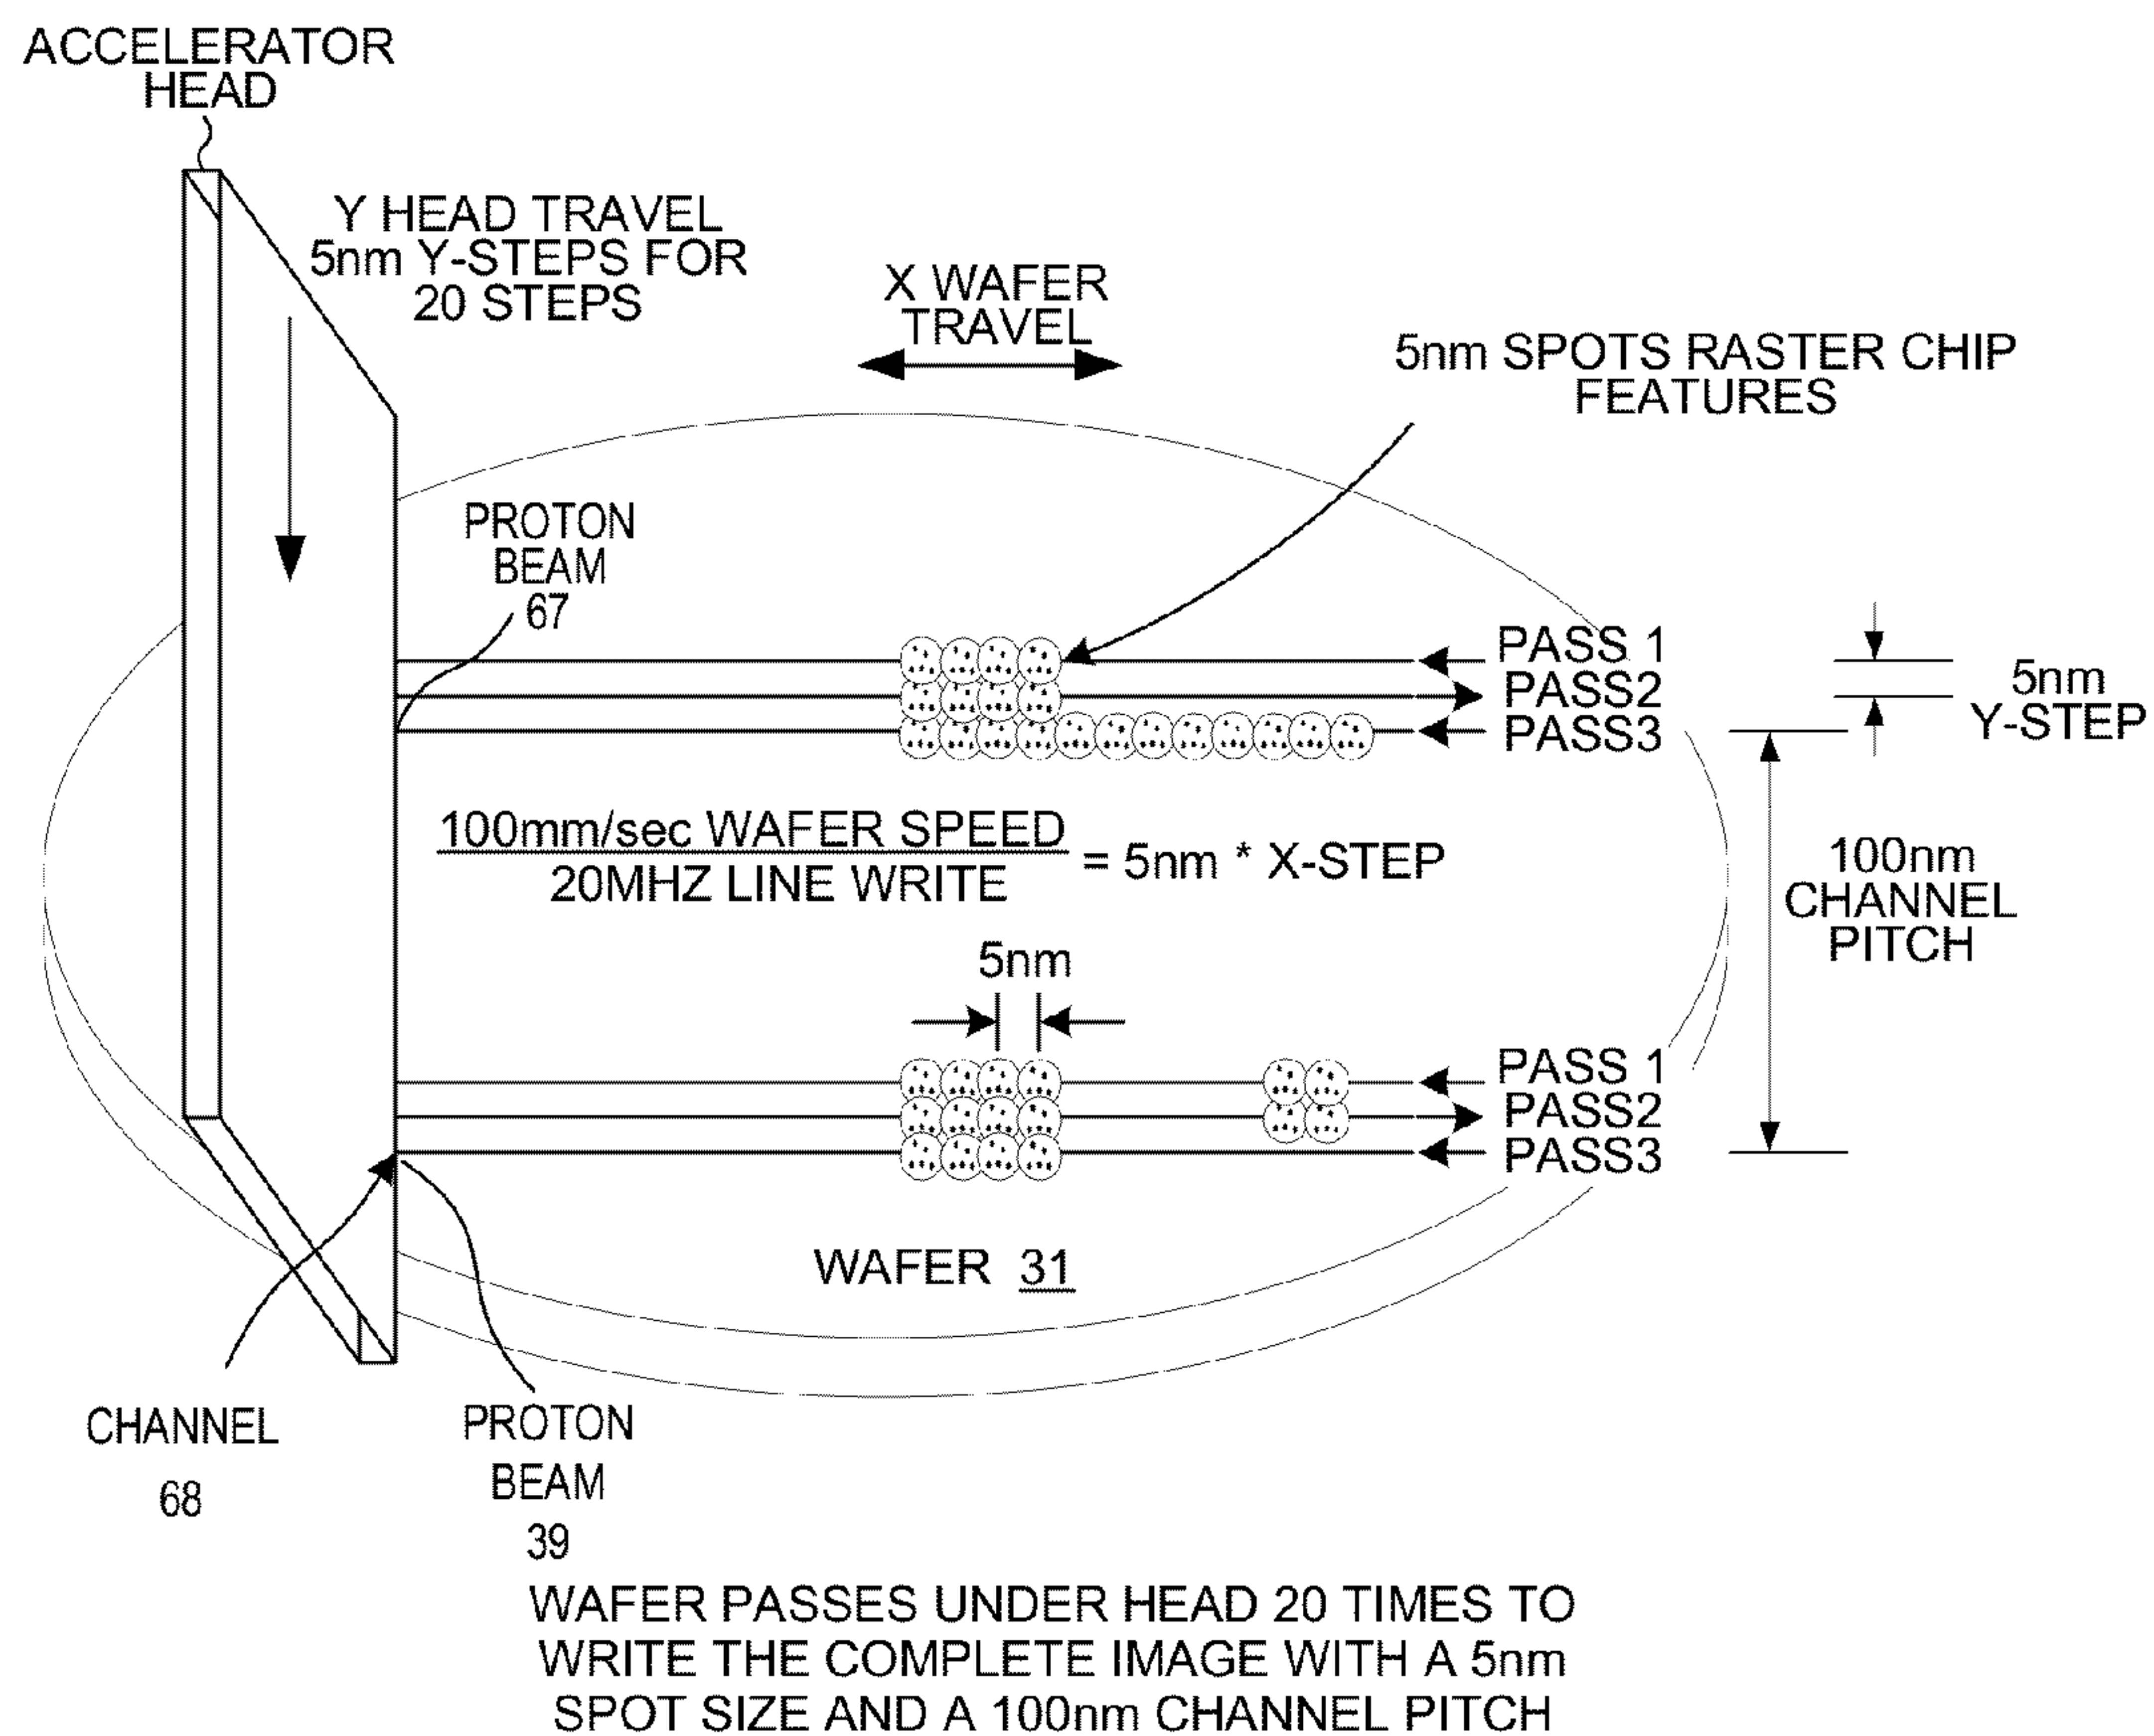 ACCELERATOR
HEAD
Y HEAD TRAVEL
5nm Y-STEPS FOR
20 STEPS
X WAFER
TRAVEL
5nm SPOTS RASTER CHIP
FEATURES
PROTON
BEAM
67
PASS 1
PASS2
PASS3
5nm
Y-STEP
100mm/sec WAFER SPEED
20MHZ LINE WRITE
= 5nm * X-STEP
100nm
CHANNEL
PITCH
5nm
PASS 1
PASS2
PASS3
WAFER 31
CHANNEL
68
PROTON
BEAM
39
WAFER PASSES UNDER HEAD 20 TIMES TO
WRITE THE COMPLETE IMAGE WITH A 5nm
SPOT SIZE AND A 100nm CHANNEL PITCH